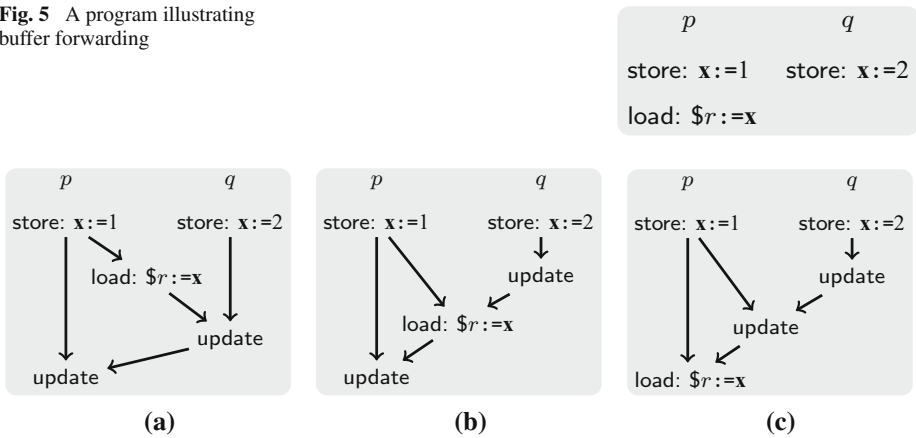 Fig. 5 A program illustrating
buffer forwarding
p q
store: x:=1 store: x:=2
load: $r:=x
p q
store: x:=1 store: x:=2
load: $r:=x
update
update
(a)
p q
store: x:=1 store: x:=2
update
load: $r:=x
update
(b)
p q
store: x:=1 store: x:=2
update
update
load: $r:=x
(c)